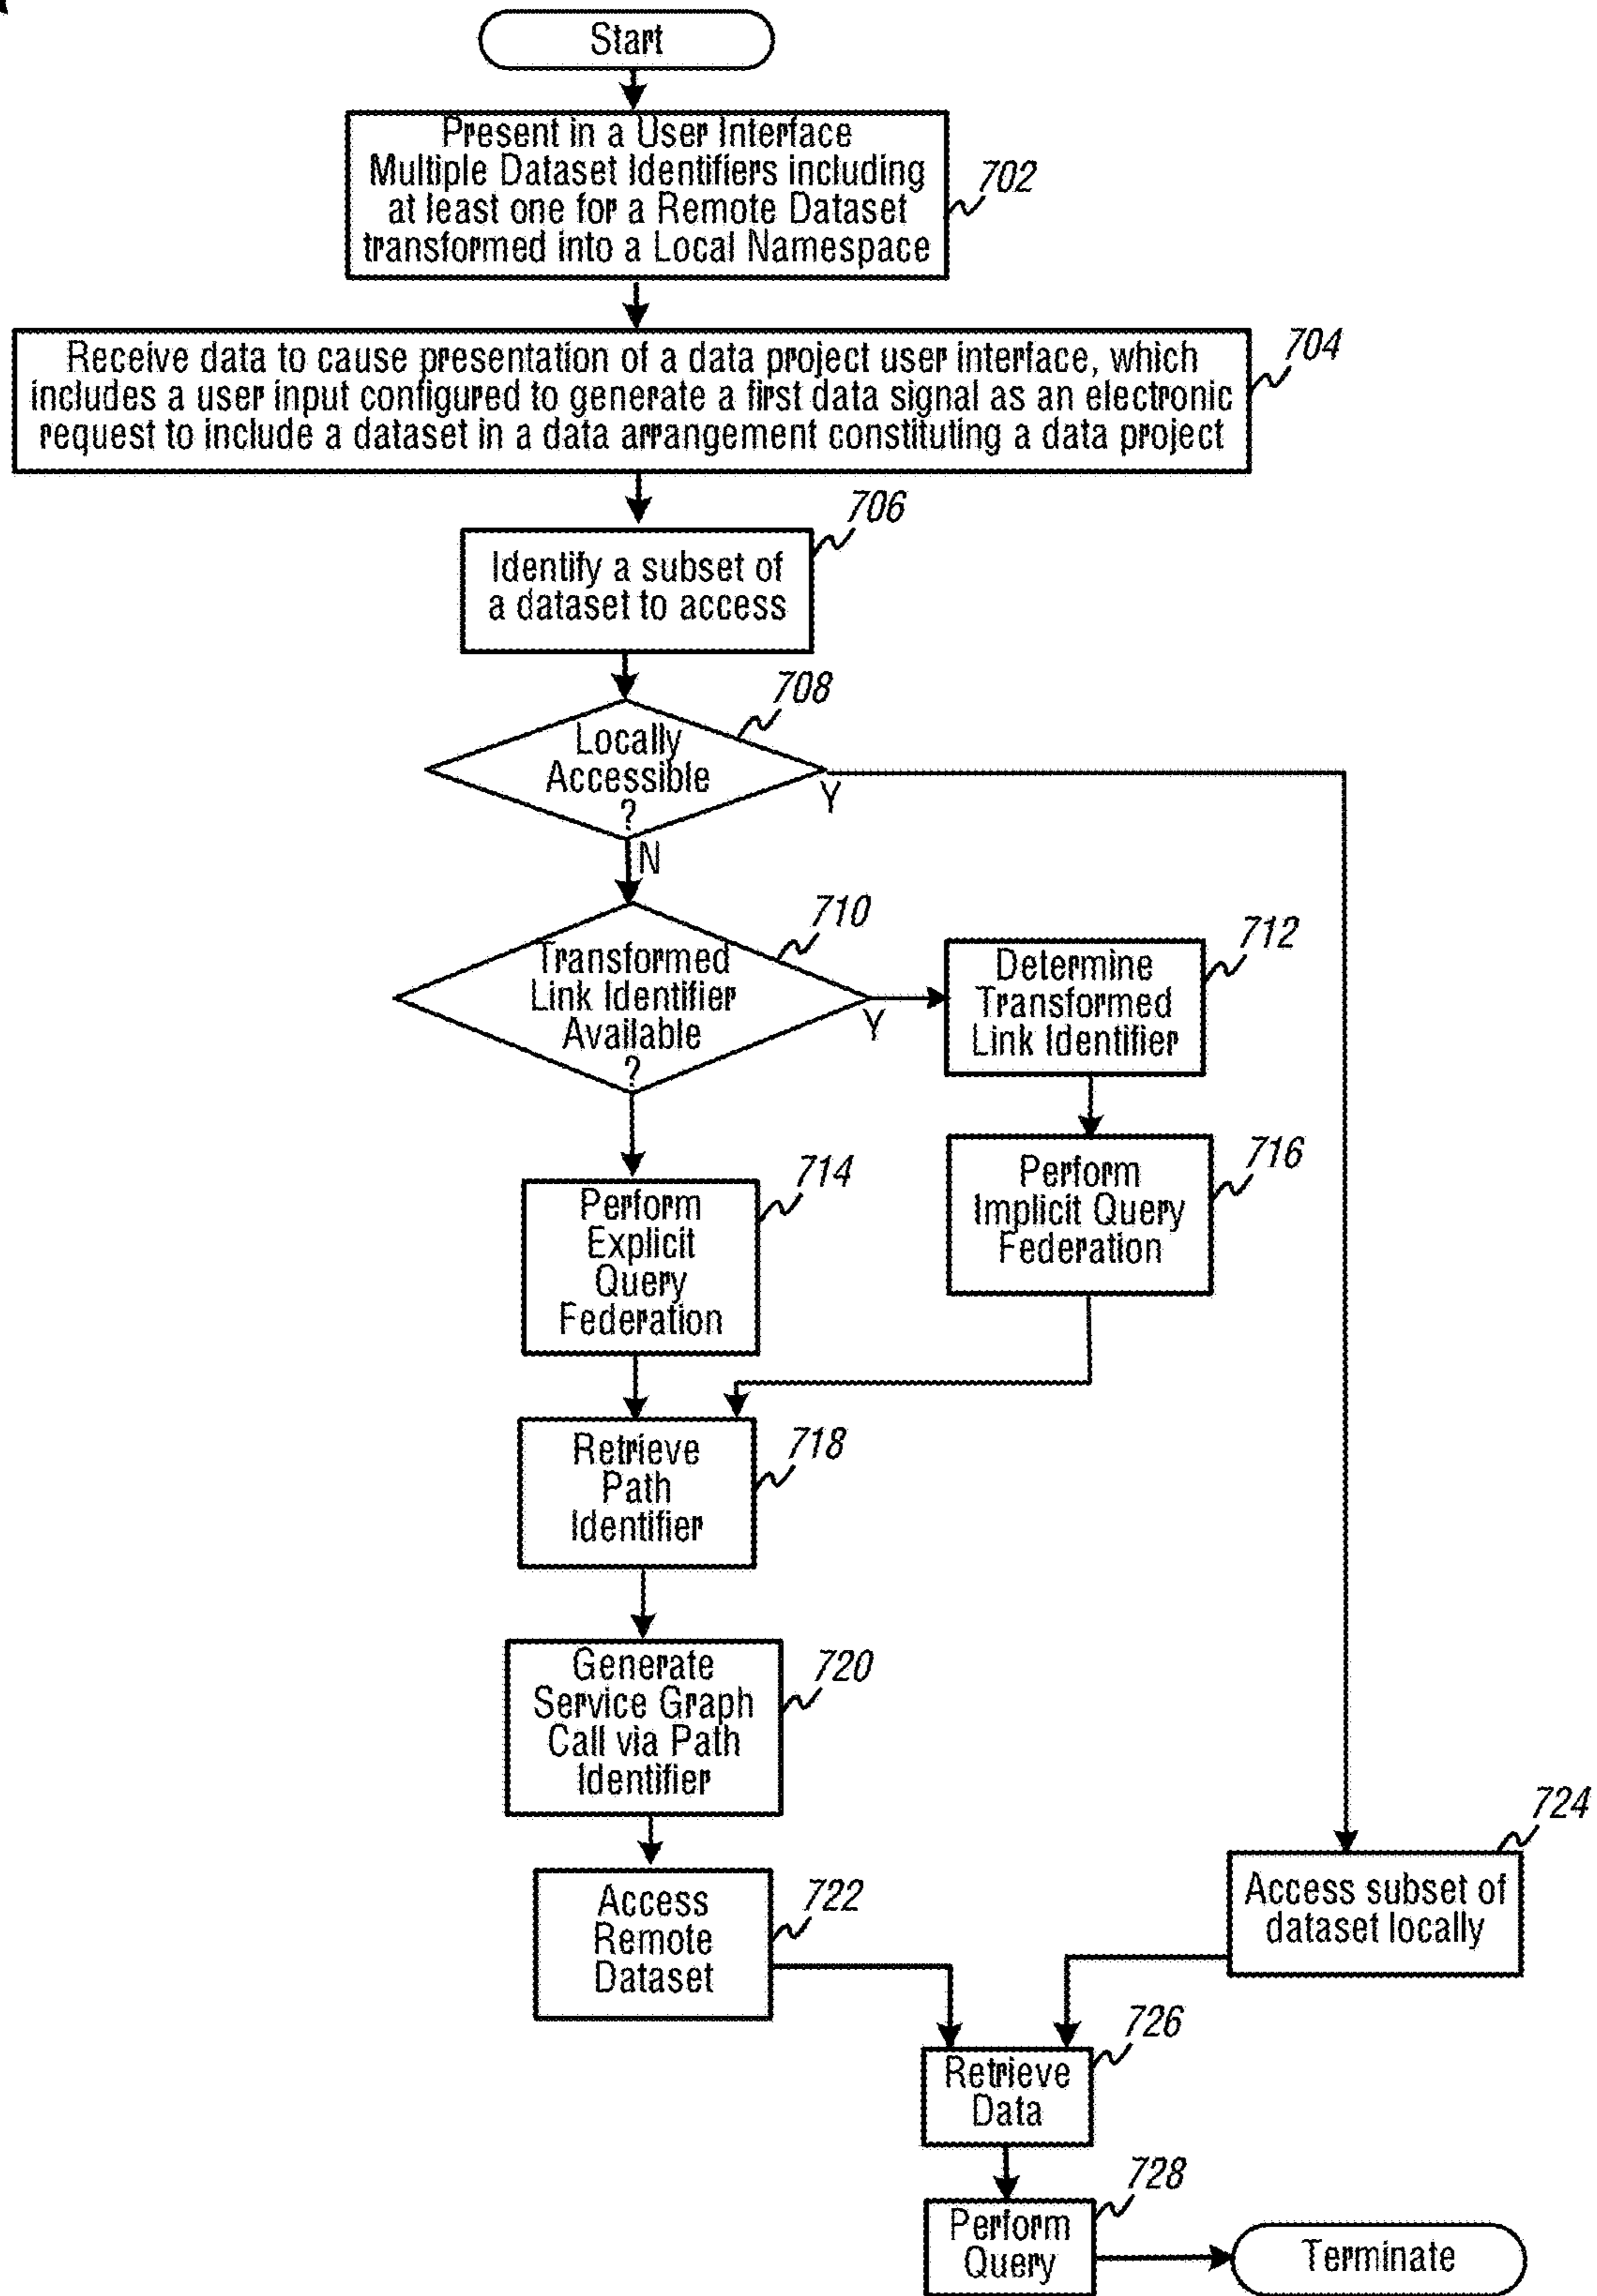 Start
Present in a User Interface
Multiple Dataset Identifiers including
at least one for a Remote Dataset
transformed into a Local Namespace
702
Receive data to cause presentation of a data project user interface, which
includes a user input configured to generate a first data signal as an electronic
request to include a dataset in a data arrangement constituting a data project
704
706
Identify a subset of
a dataset to access
708
Locally
Accessible
?
Y
N
710
Transformed
Link Identifier
Available
?
Y
712
Determine
Transformed
Link Identifier
714
Perform
Explicit
Query
Federation
716
Perform
Implicit Query
Federation
718
Retrieve
Path
Identifier
720
Generate
Service Graph
Call via Path
Identifier
722
Access
Remote
Dataset
724
Access subset of
dataset locally
726
Retrieve
Data
728
Perform
Query
Terminate